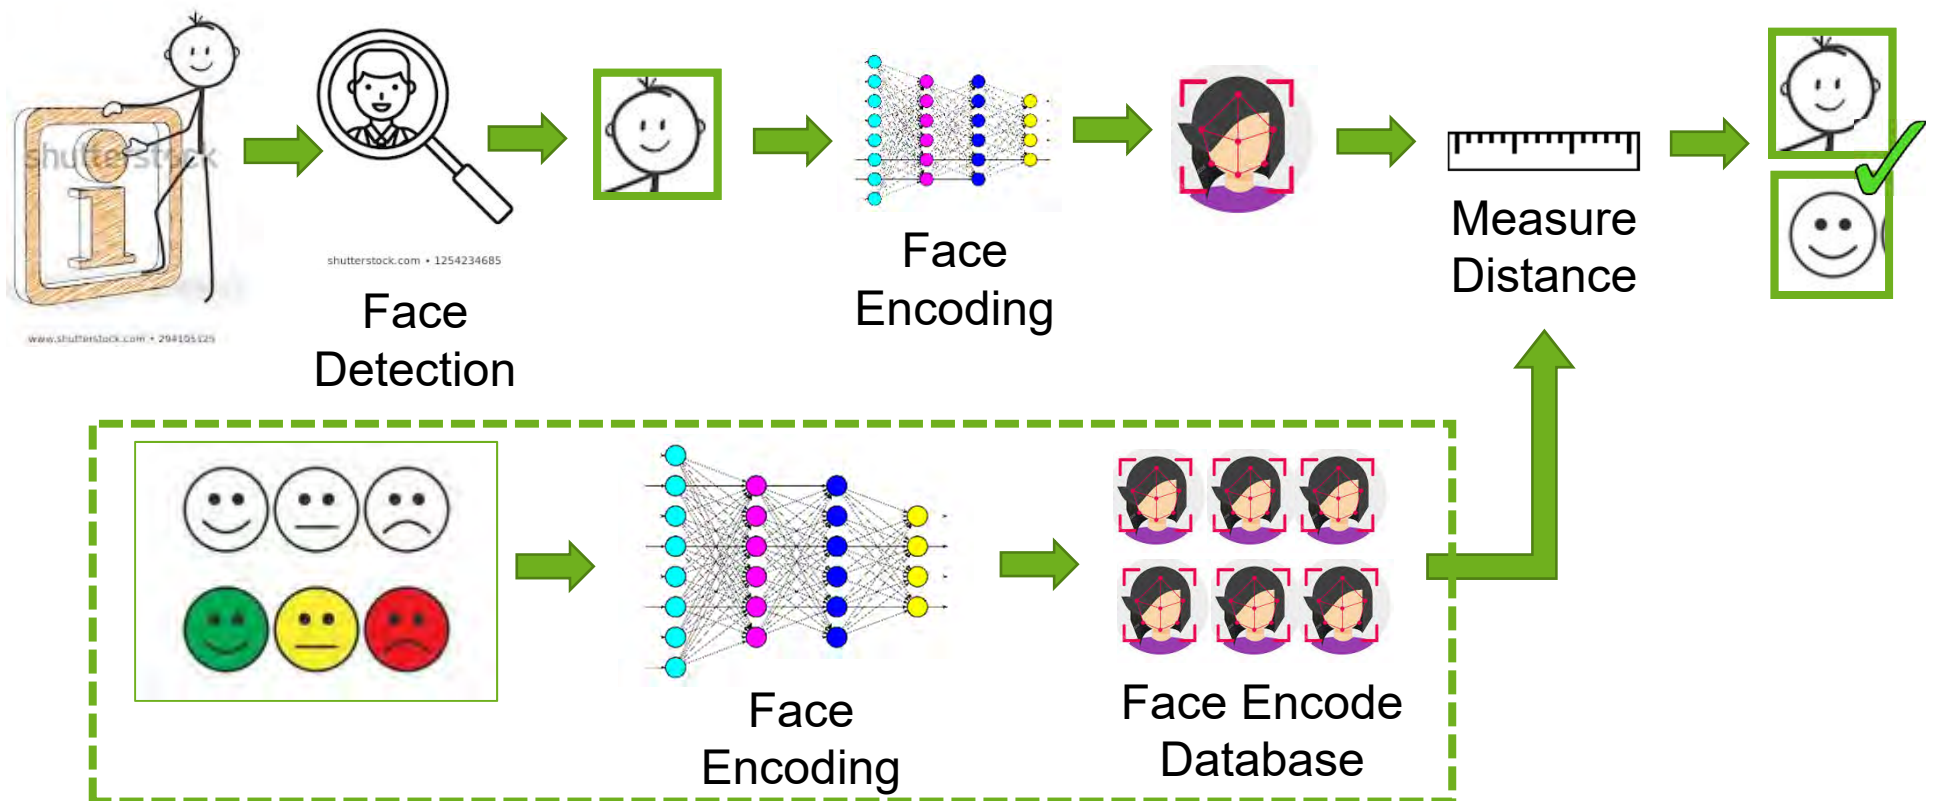 shutterstock
shutterstock.com • 1254234685
www.shutterstock.com • 294105125
Face
Detection
Face
Encoding
Measure
Distance
Face
Encoding
Face Encode
Database